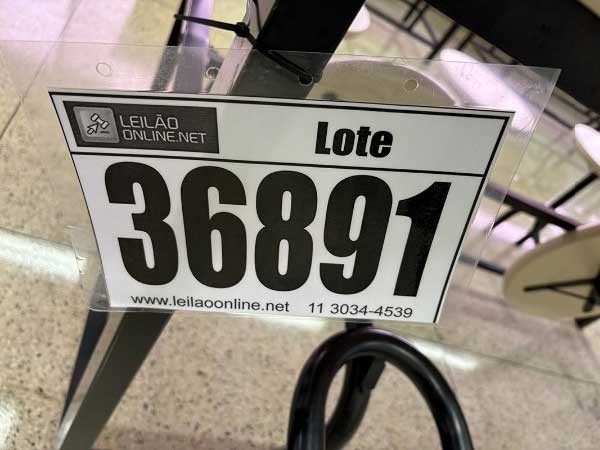 LEILÃO
ONLINE.NET
Lote
36891
www.leilaoonline.net 11 3034-4539